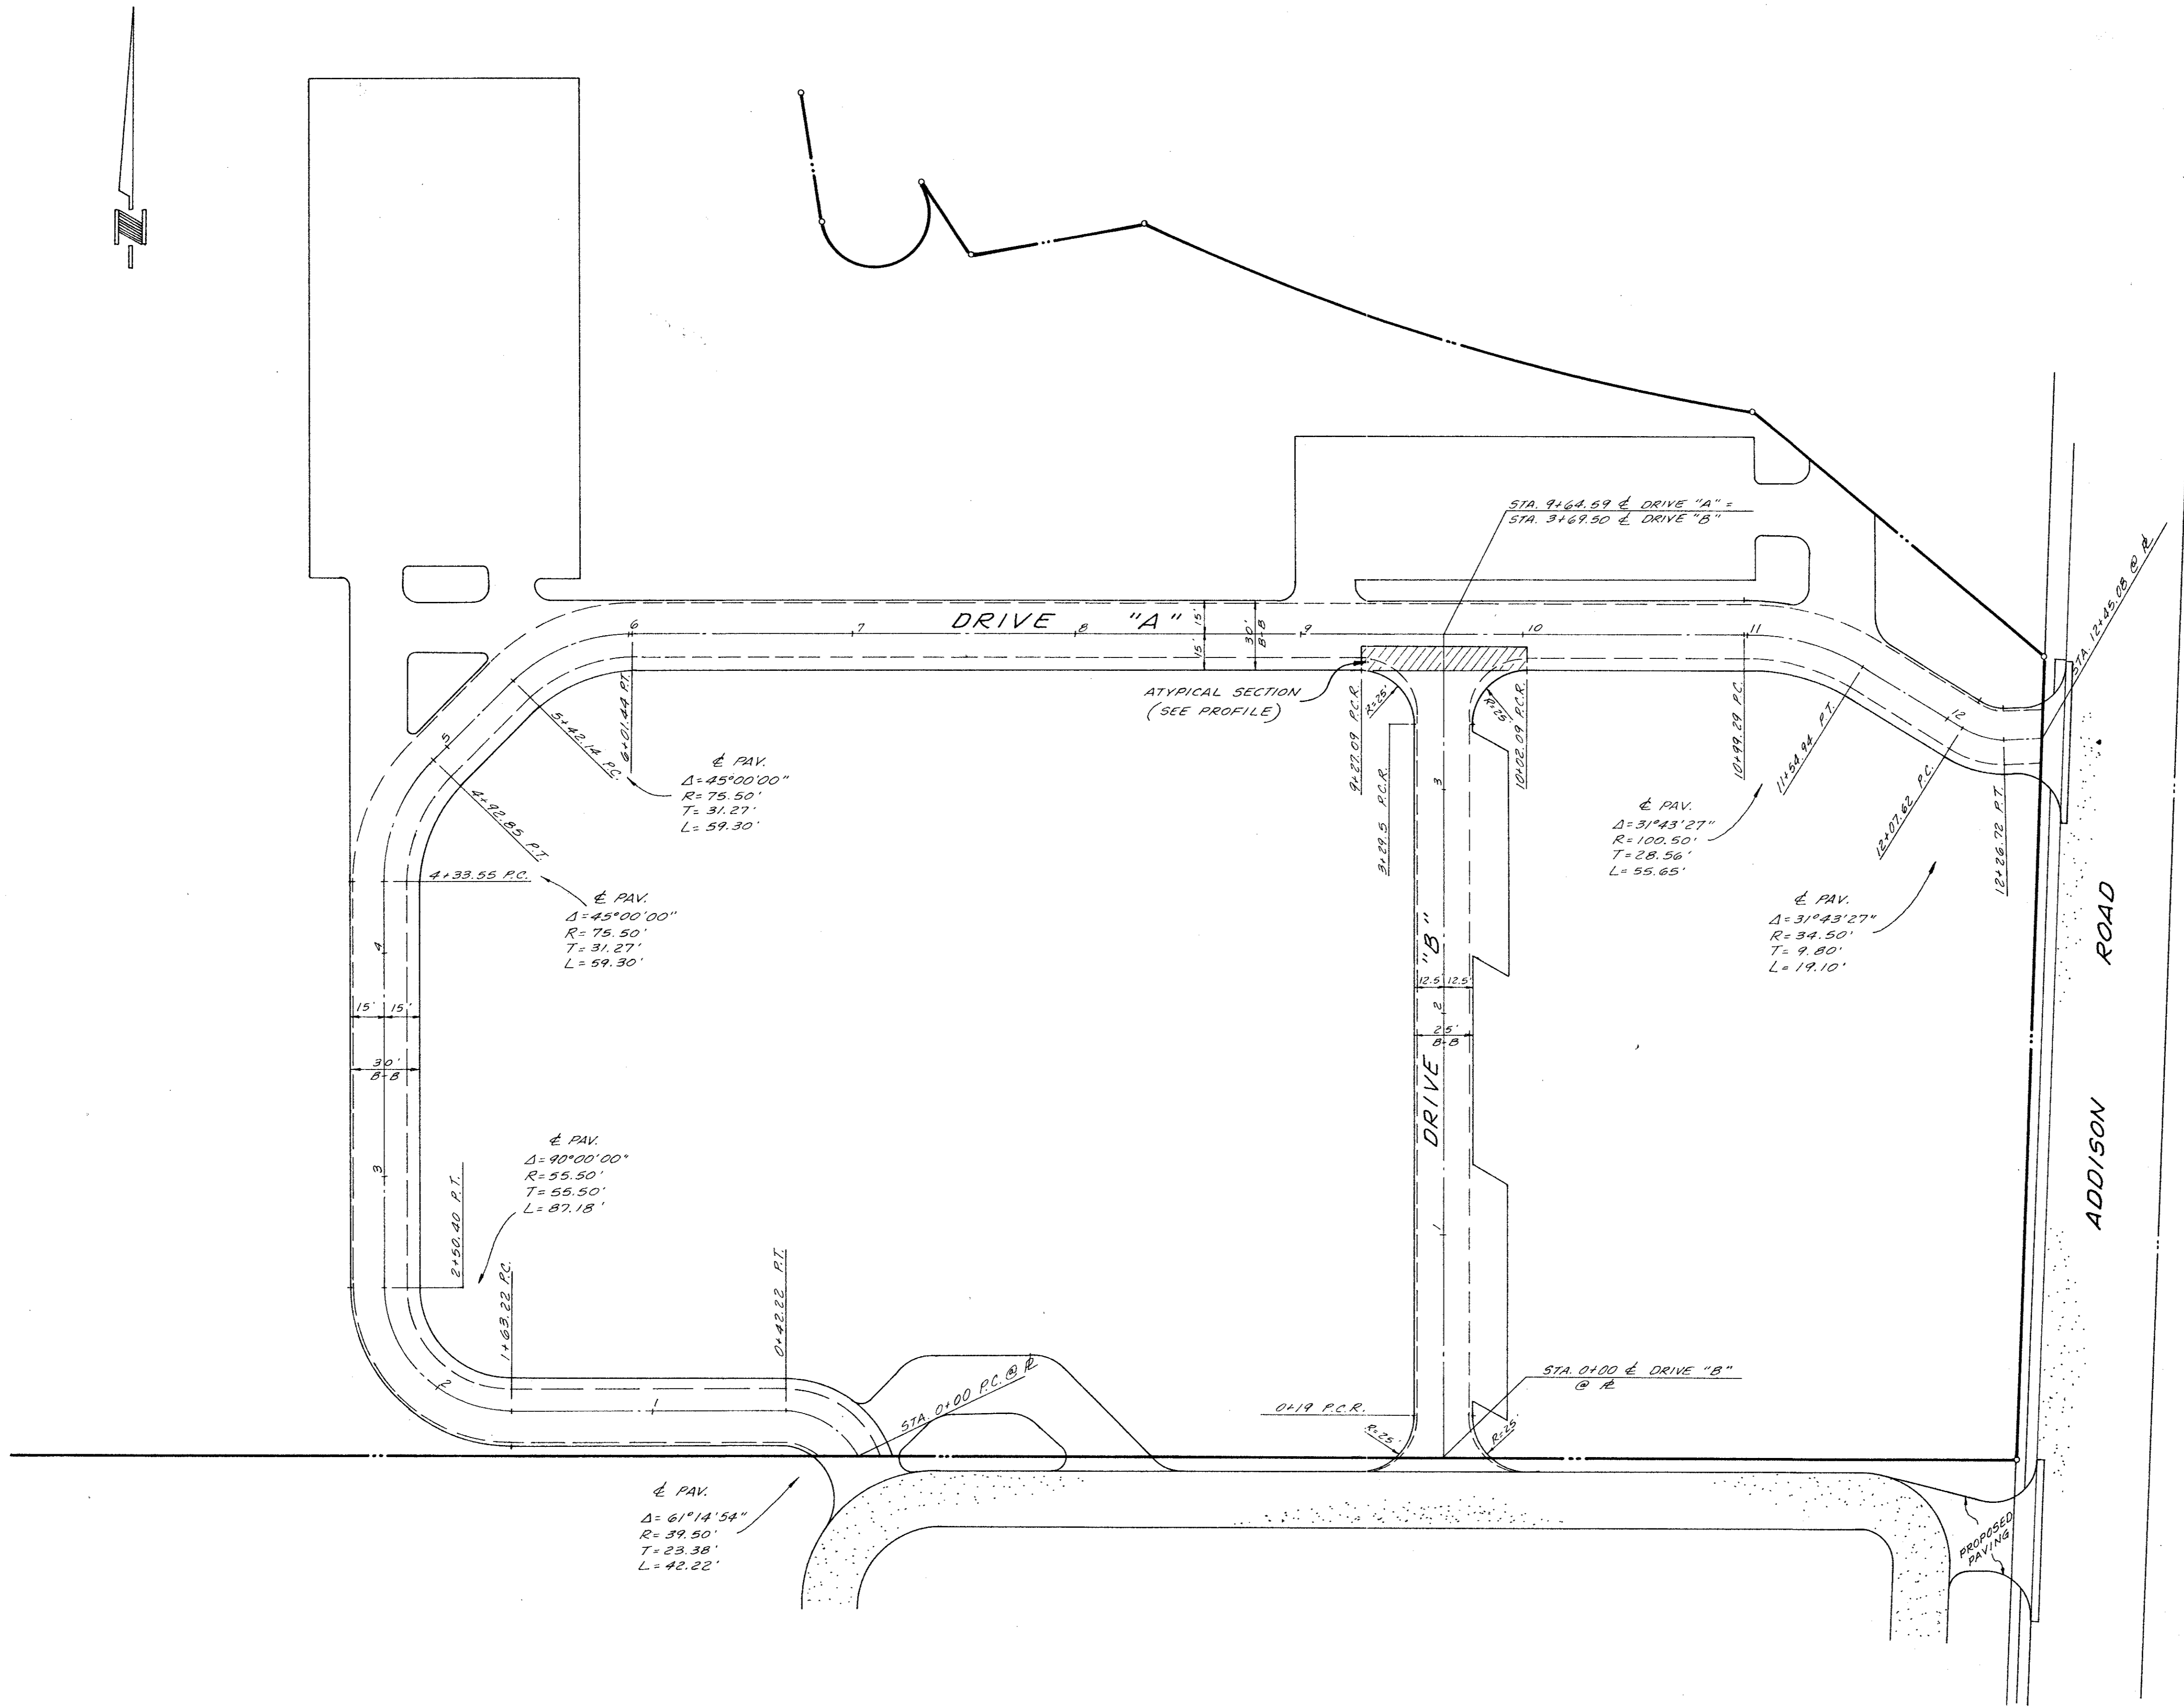 N
STA. 9+64.59 ℄ DRIVE "A" =
STA. 3+69.50 ℄ DRIVE "B"
STA. 12+45.08 @ ⅊
DRIVE "A"
6
7
8
9
10
11
12
15'
15'
30'
B-B
ATYPICAL SECTION
(SEE PROFILE)
R=25'
R=25'
9+27.09 P.C.R.
10+02.09 P.C.R.
10+99.29 P.C.
11+54.94 P.T.
12+07.62 P.C.
12+26.72 P.T.
3+29.5 P.C.R.
5
5+42.14 P.C.
6+01.44 P.T.
4+92.85 P.T.
4+33.55 P.C.
℄ PAV.
Δ=45°00'00"
R=75.50'
T=31.27'
L=59.30'
℄ PAV.
Δ=45°00'00"
R=75.50'
T=31.27'
L=59.30'
℄ PAV.
Δ=31°43'27"
R=100.50'
T=28.56'
L=55.65'
℄ PAV.
Δ=31°43'27"
R=34.50'
T=9.80'
L=19.10'
4
15'
15'
30'
B-B
3
DRIVE "B"
3
12.5'
12.5'
2
25'
B-B
1
ADDISON ROAD
℄ PAV.
Δ=90°00'00"
R=55.50'
T=55.50'
L=87.18'
2+50.40 P.T.
1+63.22 P.C.
0+42.22 P.T.
2
1
STA. 0+00 P.C. @ ⅊
STA. 0+00 ℄ DRIVE "B"
@ ⅊
0+19 P.C.R.
R=25'
R=25'
℄ PAV.
Δ=61°14'54"
R=39.50'
T=23.38'
L=42.22'
PROPOSED
PAVING